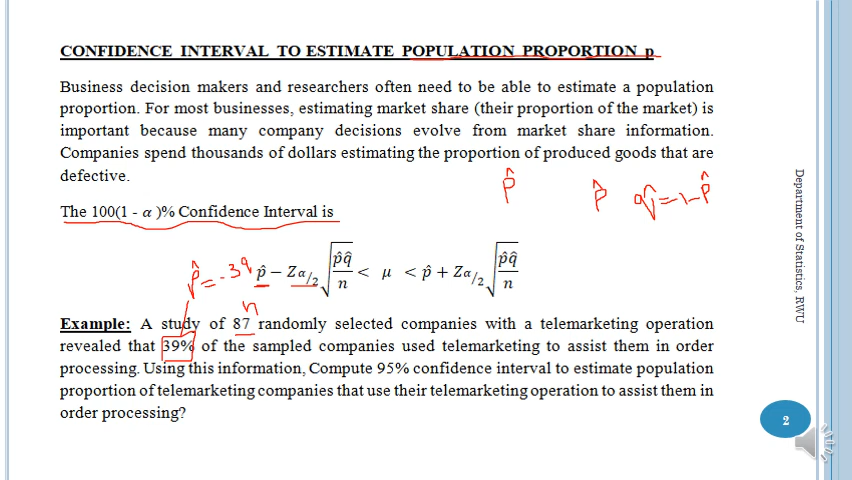 CONFIDENCE INTERVAL TO ESTIMATE POPULATION PROPORTION p
Business decision makers and researchers often need to be able to estimate a population
proportion. For most businesses, estimating market share (their proportion of the market) is
important because many company decisions evolve from market share information.
Companies spend thousands of dollars estimating the proportion of produced goods that are
defective.
p̂
p̂ q̂ = 1 - p̂
The 100(1 - α )% Confidence Interval is
p̂ = .39
p̂ − Zα/2 √(p̂q̂/n) < μ < p̂ + Zα/2 √(p̂q̂/n)
n
Example: A study of 87 randomly selected companies with a telemarketing operation
revealed that 39% of the sampled companies used telemarketing to assist them in order
processing. Using this information, Compute 95% confidence interval to estimate population
proportion of telemarketing companies that use their telemarketing operation to assist them in
order processing?
Department of Statistics, RWU
2